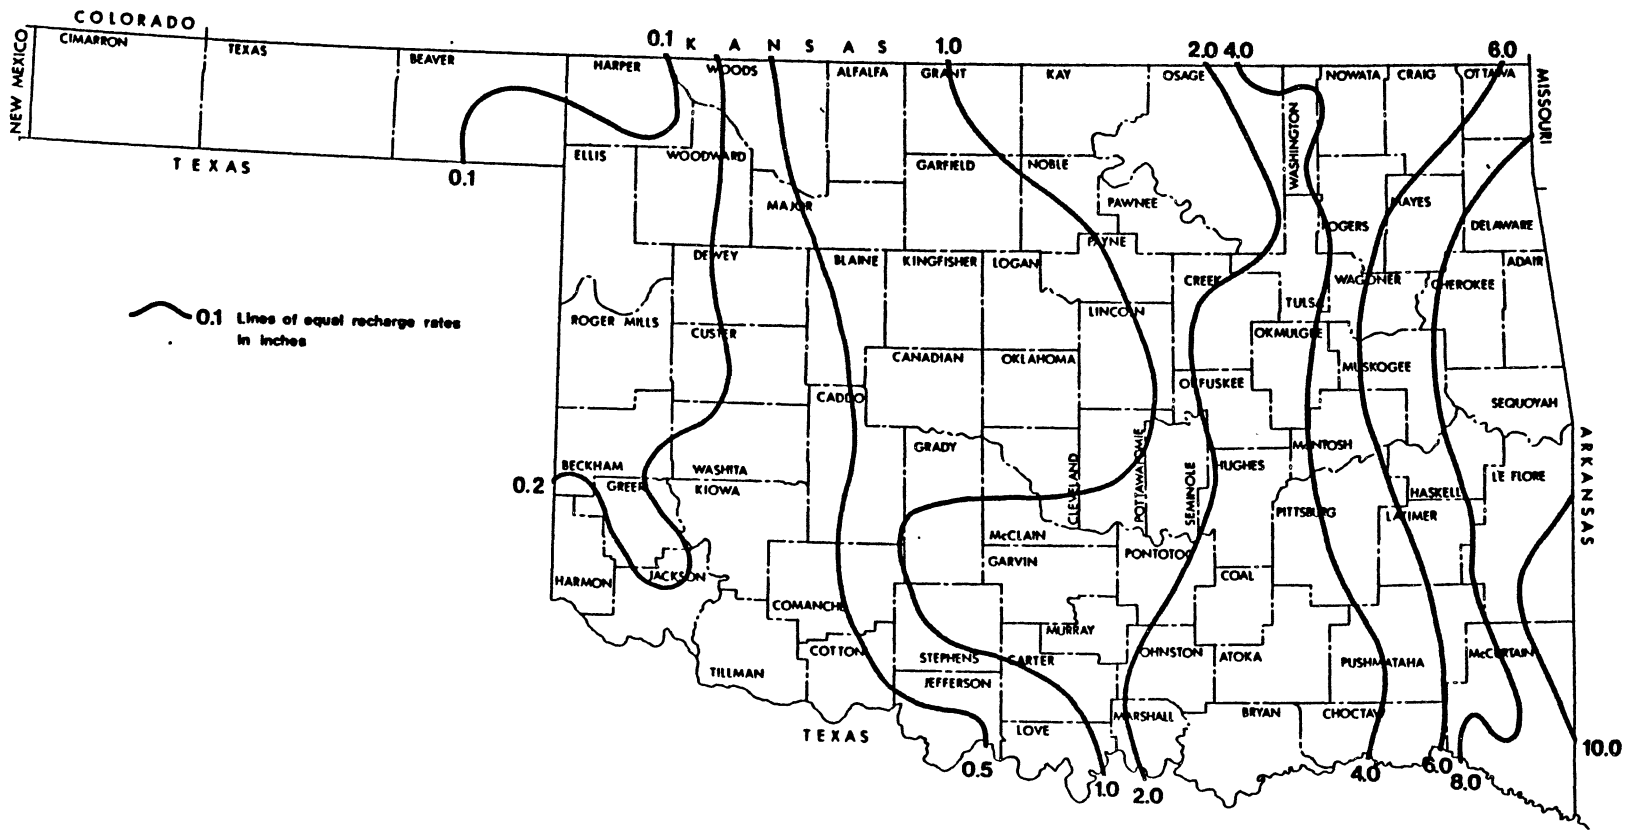 COLORADO
NEW MEXICO
CIMARRON
TEXAS
BEAVER
HARPER
0.1
KANSAS
WOODS
ALFALFA
1.0
GRANT
KAY
2.0 4.0
OSAGE
NOWATA
CRAIG
6.0
OTTAWA
MISSOURI
TEXAS
0.1
ELLIS
WOODWARD
GARFIELD
NOBLE
WASHINGTON
MAJOR
PAWNEE
MAYES
ROGERS
DELAWARE
PAYNE
DEWEY
BLAINE
KINGFISHER
LOGAN
CREEK
WAGONER
CHEROKEE
ADAIR
TULSA
0.1 Lines of equal recharge rates
in inches
ROGER MILLS
CUSTER
LINCOLN
OKMULGEE
CANADIAN
OKLAHOMA
MUSKOGEE
OKFUSKEE
CADDO
SEQUOYAH
GRADY
McINTOSH
ARKANSAS
BECKHAM
WASHITA
CLEVELAND
POTTAWATOMIE
SEMINOLE
HUGHES
LE FLORE
0.2
GREER
KIOWA
HASKELL
PITTSBURG
LATIMER
McCLAIN
PONTOTOC
GARVIN
HARMON
JACKSON
COAL
COMANCHE
MURRAY
COTTON
STEPHENS
CARTER
JOHNSTON
ATOKA
PUSHMATAHA
McCURTAIN
TILLMAN
JEFFERSON
MARSHALL
BRYAN
CHOCTAW
LOVE
TEXAS
10.0
0.5
1.0
2.0
4.0
6.0
8.0